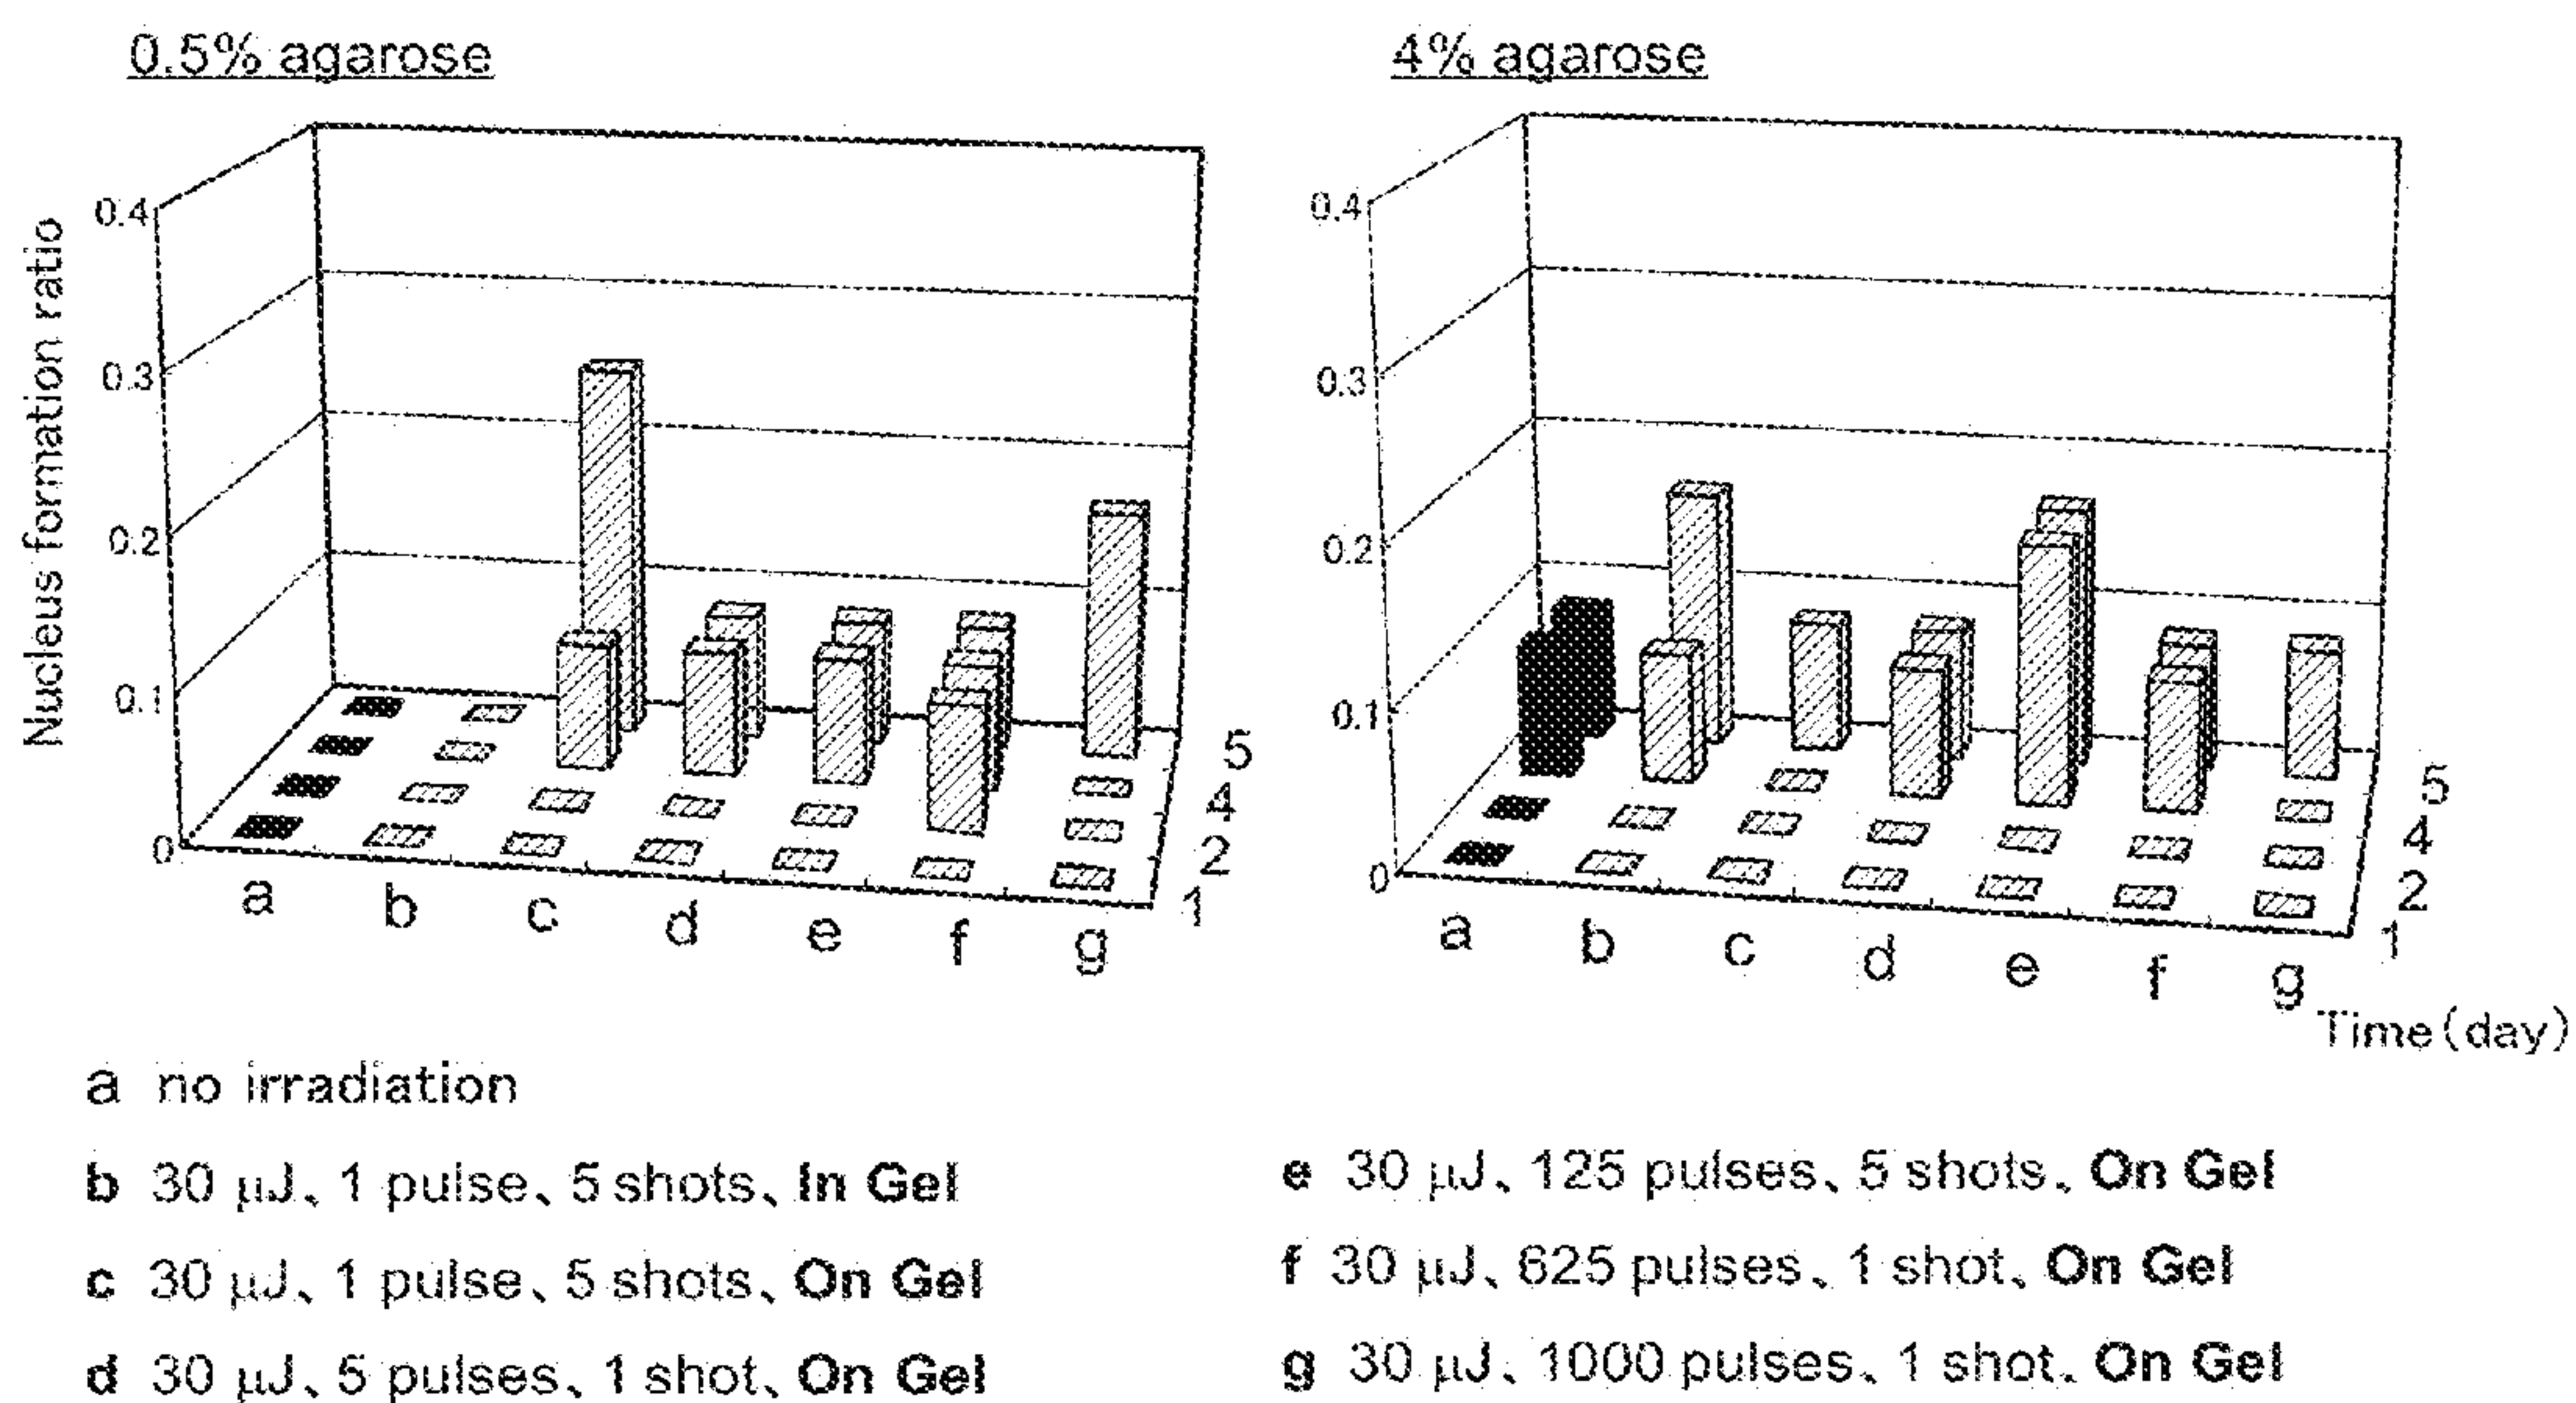 0.5% agarose
4% agarose
Nucleus formation ratio
0.4
0.3
0.2
0.1
0
a b c d e f g
5
4
2
1
0.4
0.3
0.2
0.1
0
a b c d e f g
5
4
2
1
Time(day)
a no irradiation
b 30 μJ、1 pulse、5 shots、In Gel
c 30 μJ、1 pulse、5 shots、On Gel
d 30 μJ、5 pulses、1 shot、On Gel
e 30 μJ、125 pulses、5 shots、On Gel
f 30 μJ、625 pulses、1 shot、On Gel
g 30 μJ、1000 pulses、1 shot、On Gel